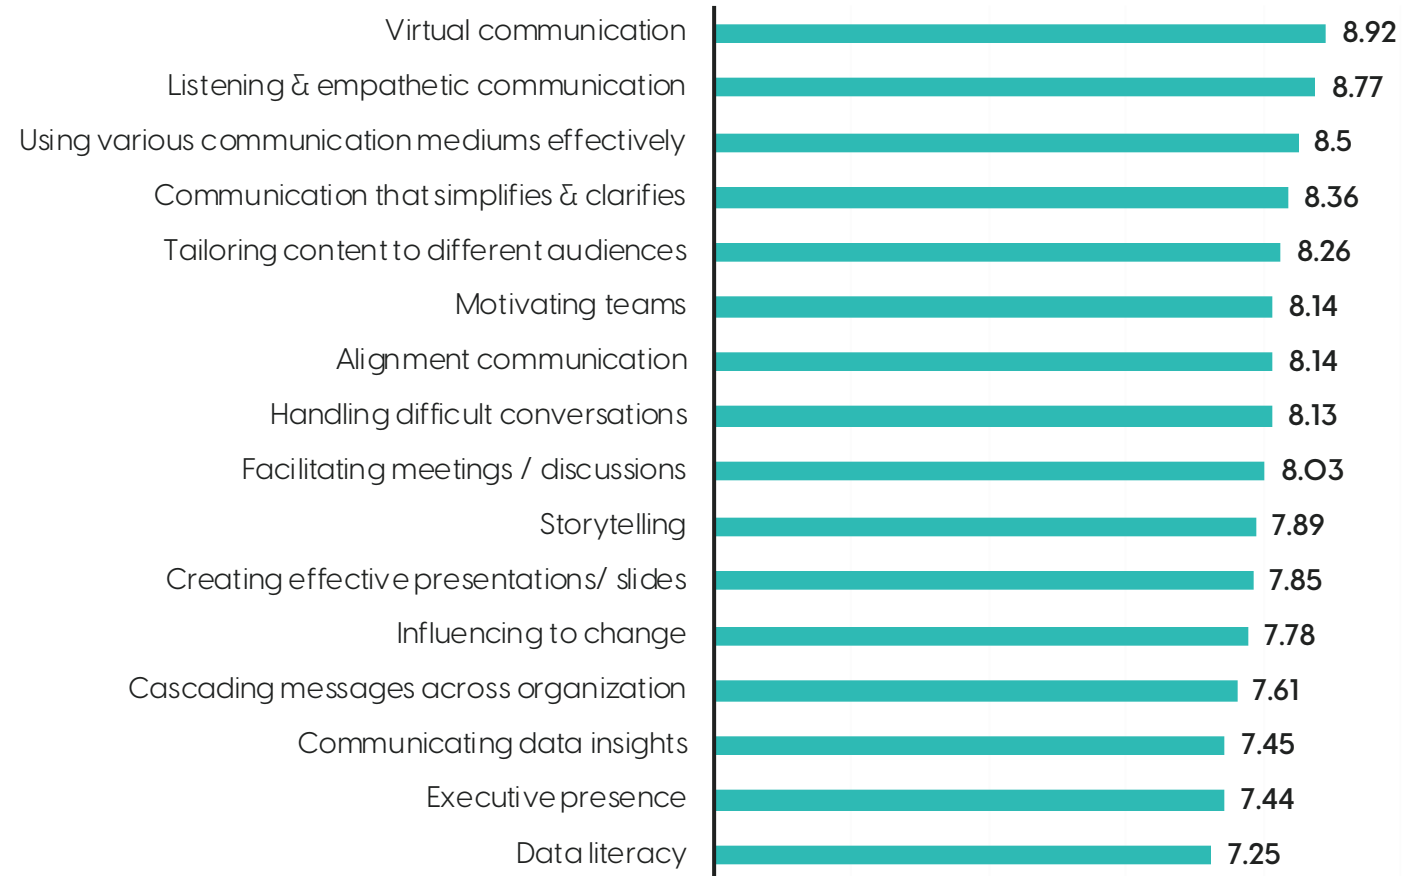 Virtual communication 8.92
Listening & empathetic communication 8.77
Using various communication mediums effectively 8.5
Communication that simplifies & clarifies 8.36
Tailoring content to different audiences 8.26
Motivating teams 8.14
Alignment communication 8.14
Handling difficult conversations 8.13
Facilitating meetings / discussions 8.03
Storytelling 7.89
Creating effective presentations/ slides 7.85
Influencing to change 7.78
Cascading messages across organization 7.61
Communicating data insights 7.45
Executive presence 7.44
Data literacy 7.25